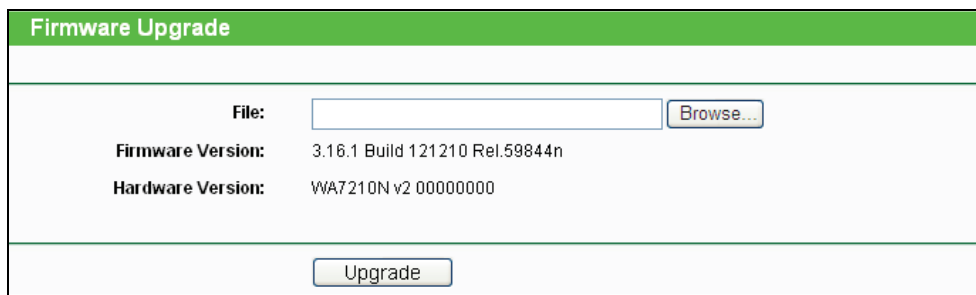 Firmware Upgrade
File: Browse...
Firmware Version: 3.16.1 Build 121210 Rel.59844n
Hardware Version: WA7210N v2 00000000
Upgrade